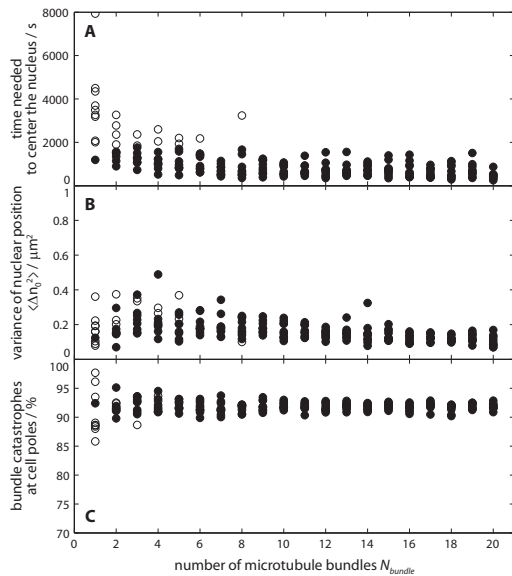 A
time needed
to center the nucleus / s
8000
6000
4000
2000
0
B
variance of nuclear position
⟨Δn₀²⟩ / μm²
1
0.8
0.6
0.4
0.2
0
C
bundle catastrophes
at cell poles / %
100
95
90
85
80
75
70
0 2 4 6 8 10 12 14 16 18 20
number of microtubule bundles N_bundle